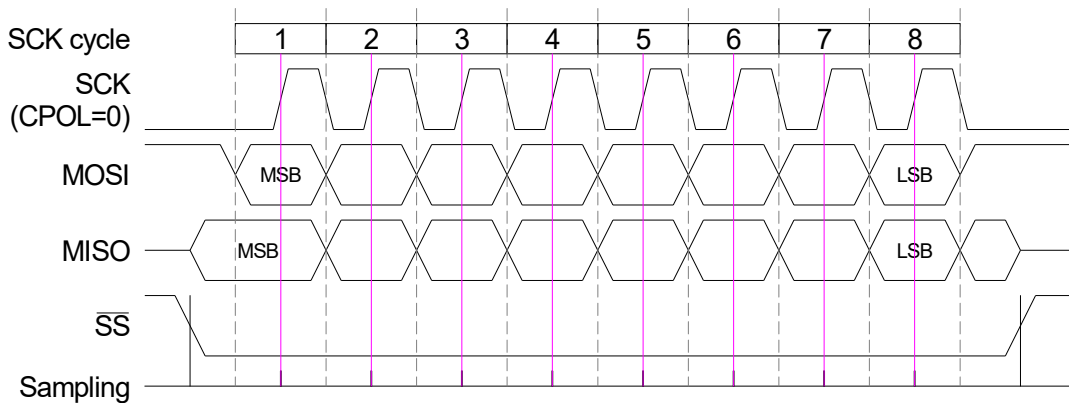 SCK cycle 1 2 3 4 5 6 7 8
SCK
(CPOL=0)
MOSI MSB LSB
MISO MSB LSB
SS
Sampling